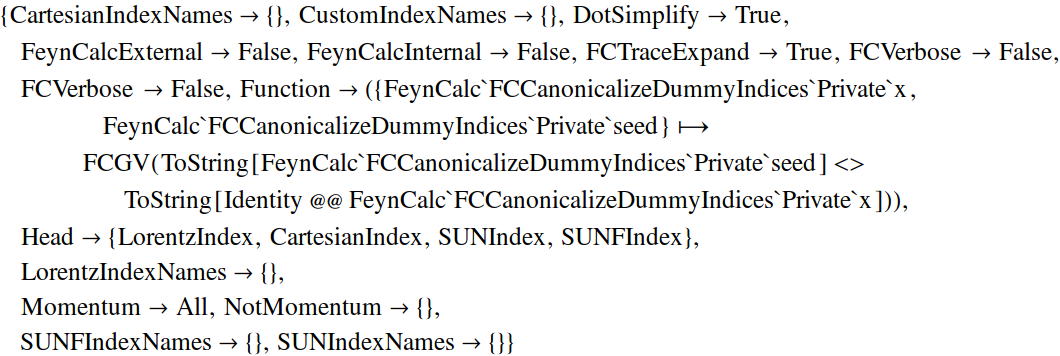 {CartesianIndexNames → {}, CustomIndexNames → {}, DotSimplify → True,
FeynCalcExternal → False, FeynCalcInternal → False, FCTraceExpand → True, FCVerbose → False,
FCVerbose → False, Function → ({FeynCalc`FCCanonicalizeDummyIndices`Private`x,
FeynCalc`FCCanonicalizeDummyIndices`Private`seed} ↦
FCGV(ToString[FeynCalc`FCCanonicalizeDummyIndices`Private`seed] <>
ToString[Identity @@ FeynCalc`FCCanonicalizeDummyIndices`Private`x])),
Head → {LorentzIndex, CartesianIndex, SUNIndex, SUNFIndex},
LorentzIndexNames → {},
Momentum → All, NotMomentum → {},
SUNFIndexNames → {}, SUNIndexNames → {}}